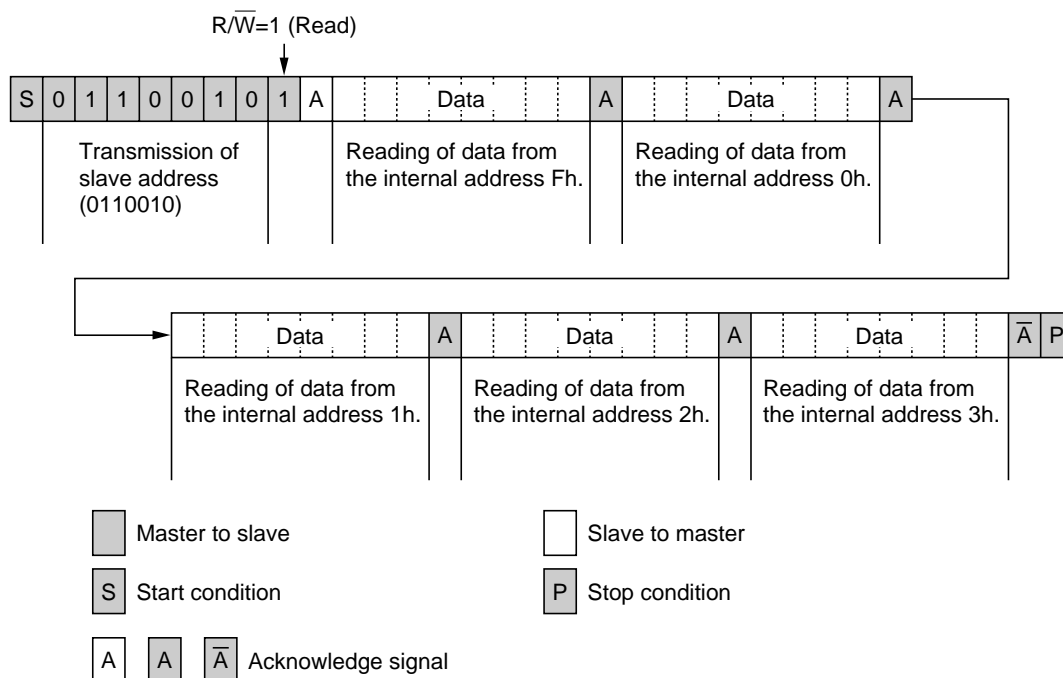 R/W̅=1 (Read)
S 0 1 1 0 0 1 0 1 A Data A Data A
Transmission of
slave address
(0110010)
Reading of data from
the internal address Fh.
Reading of data from
the internal address 0h.
Data A Data A Data A̅ P
Reading of data from
the internal address 1h.
Reading of data from
the internal address 2h.
Reading of data from
the internal address 3h.
Master to slave
Slave to master
S Start condition
P Stop condition
A A A̅ Acknowledge signal